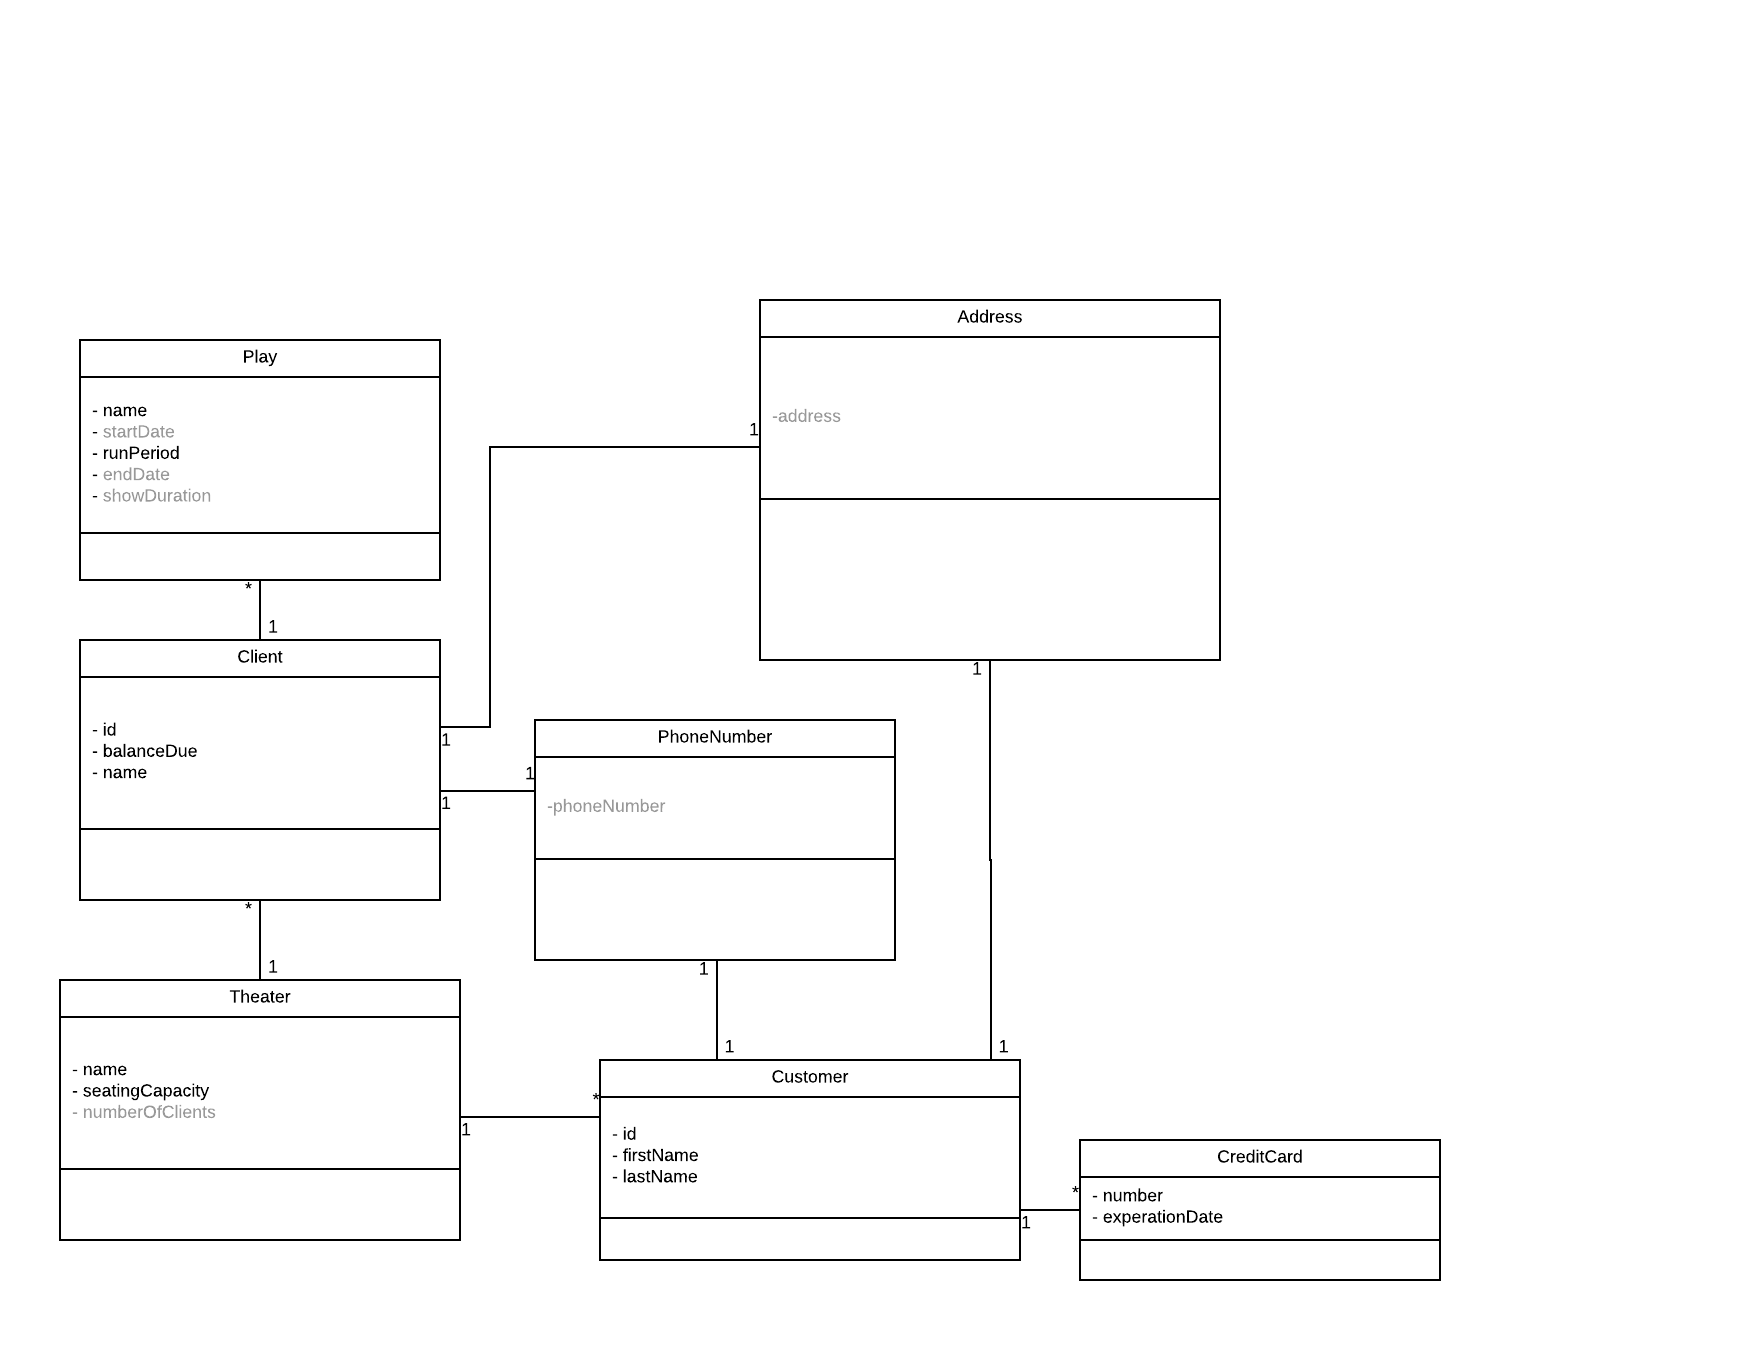 Address
-address
1
Play
- name
- startDate
- runPeriod
- endDate
- showDuration
*
1
1
Client
- id
- balanceDue
- name
1
1
1
PhoneNumber
-phoneNumber
*
1
1
1
1
1
Theater
- name
- seatingCapacity
- numberOfClients
1
*
Customer
- id
- firstName
- lastName
1
*
CreditCard
- number
- experationDate